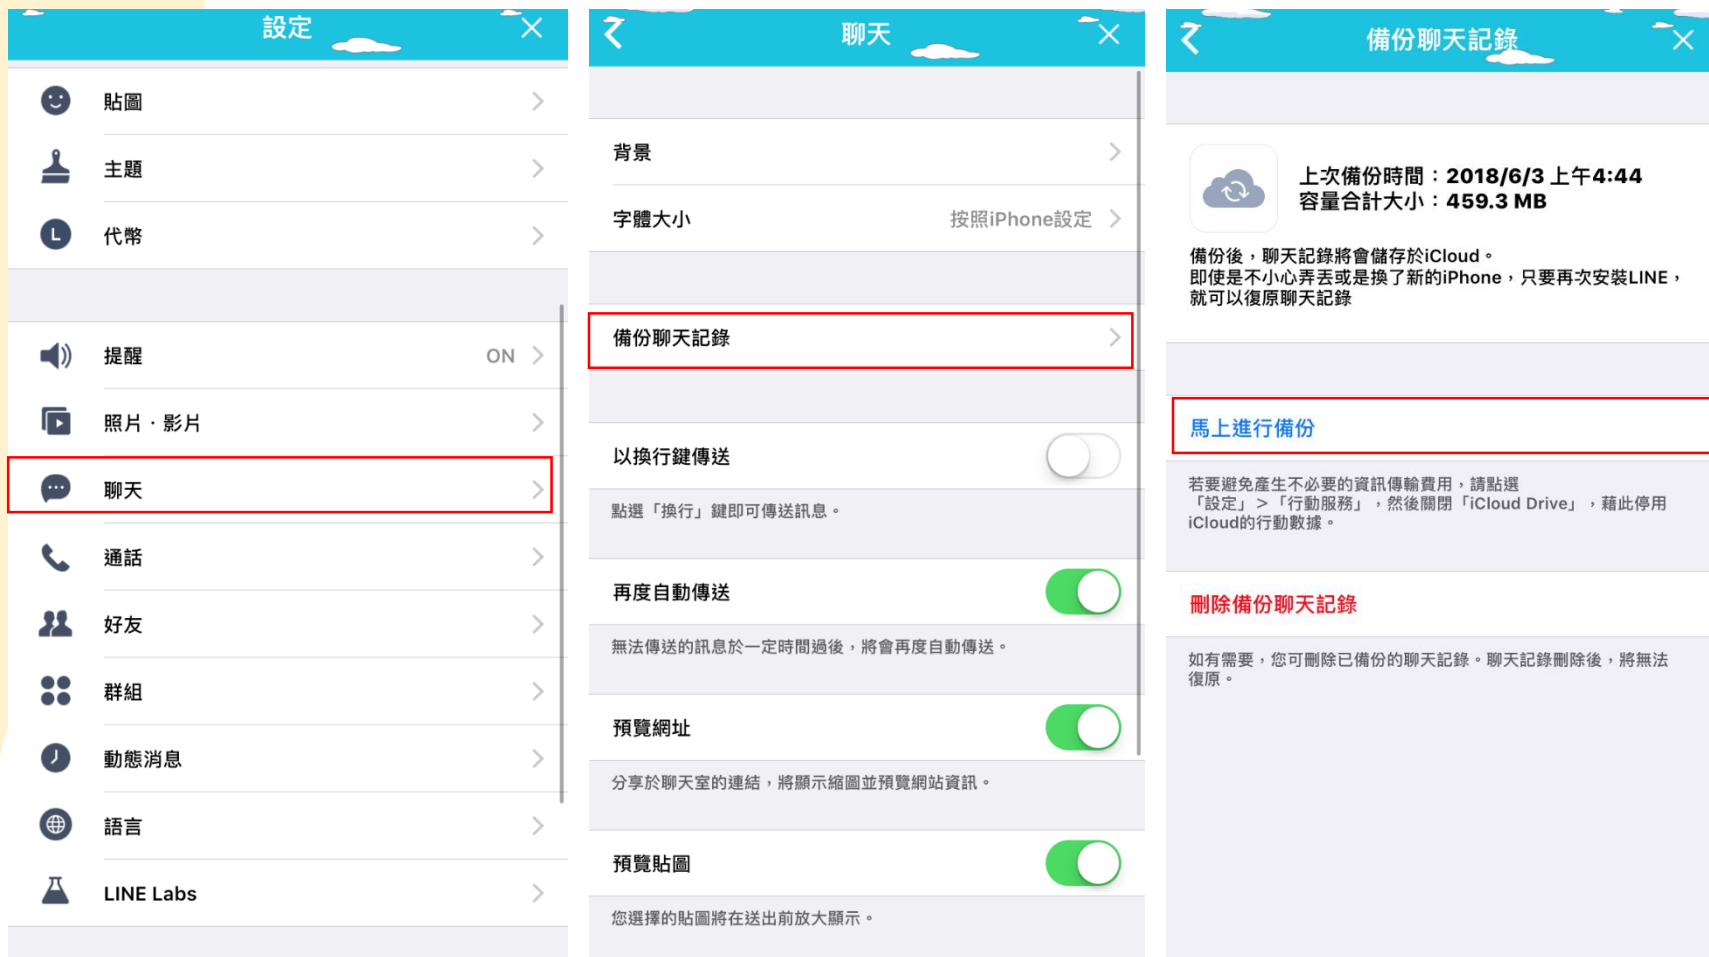 設定
貼圖
主題
代幣
提醒 ON
照片 · 影片
聊天
通話
好友
群組
動態消息
語言
LINE Labs
聊天
背景
字體大小 按照iPhone設定
備份聊天記錄
以換行鍵傳送
點選「換行」鍵即可傳送訊息。
再度自動傳送
無法傳送的訊息於一定時間過後，將會再度自動傳送。
預覽網址
分享於聊天室的連結，將顯示縮圖並預覽網站資訊。
預覽貼圖
您選擇的貼圖將在送出前放大顯示。
備份聊天記錄
上次備份時間：2018/6/3 上午4:44
容量合計大小：459.3 MB
備份後，聊天記錄將會儲存於iCloud。
即使是不小心弄丟或是換了新的iPhone，只要再次安裝LINE，
就可以復原聊天記錄
馬上進行備份
若要避免產生不必要的資訊傳輸費用，請點選
「設定」>「行動服務」，然後關閉「iCloud Drive」，藉此停用
iCloud的行動數據。
刪除備份聊天記錄
如有需要，您可刪除已備份的聊天記錄。聊天記錄刪除後，將無法
復原。